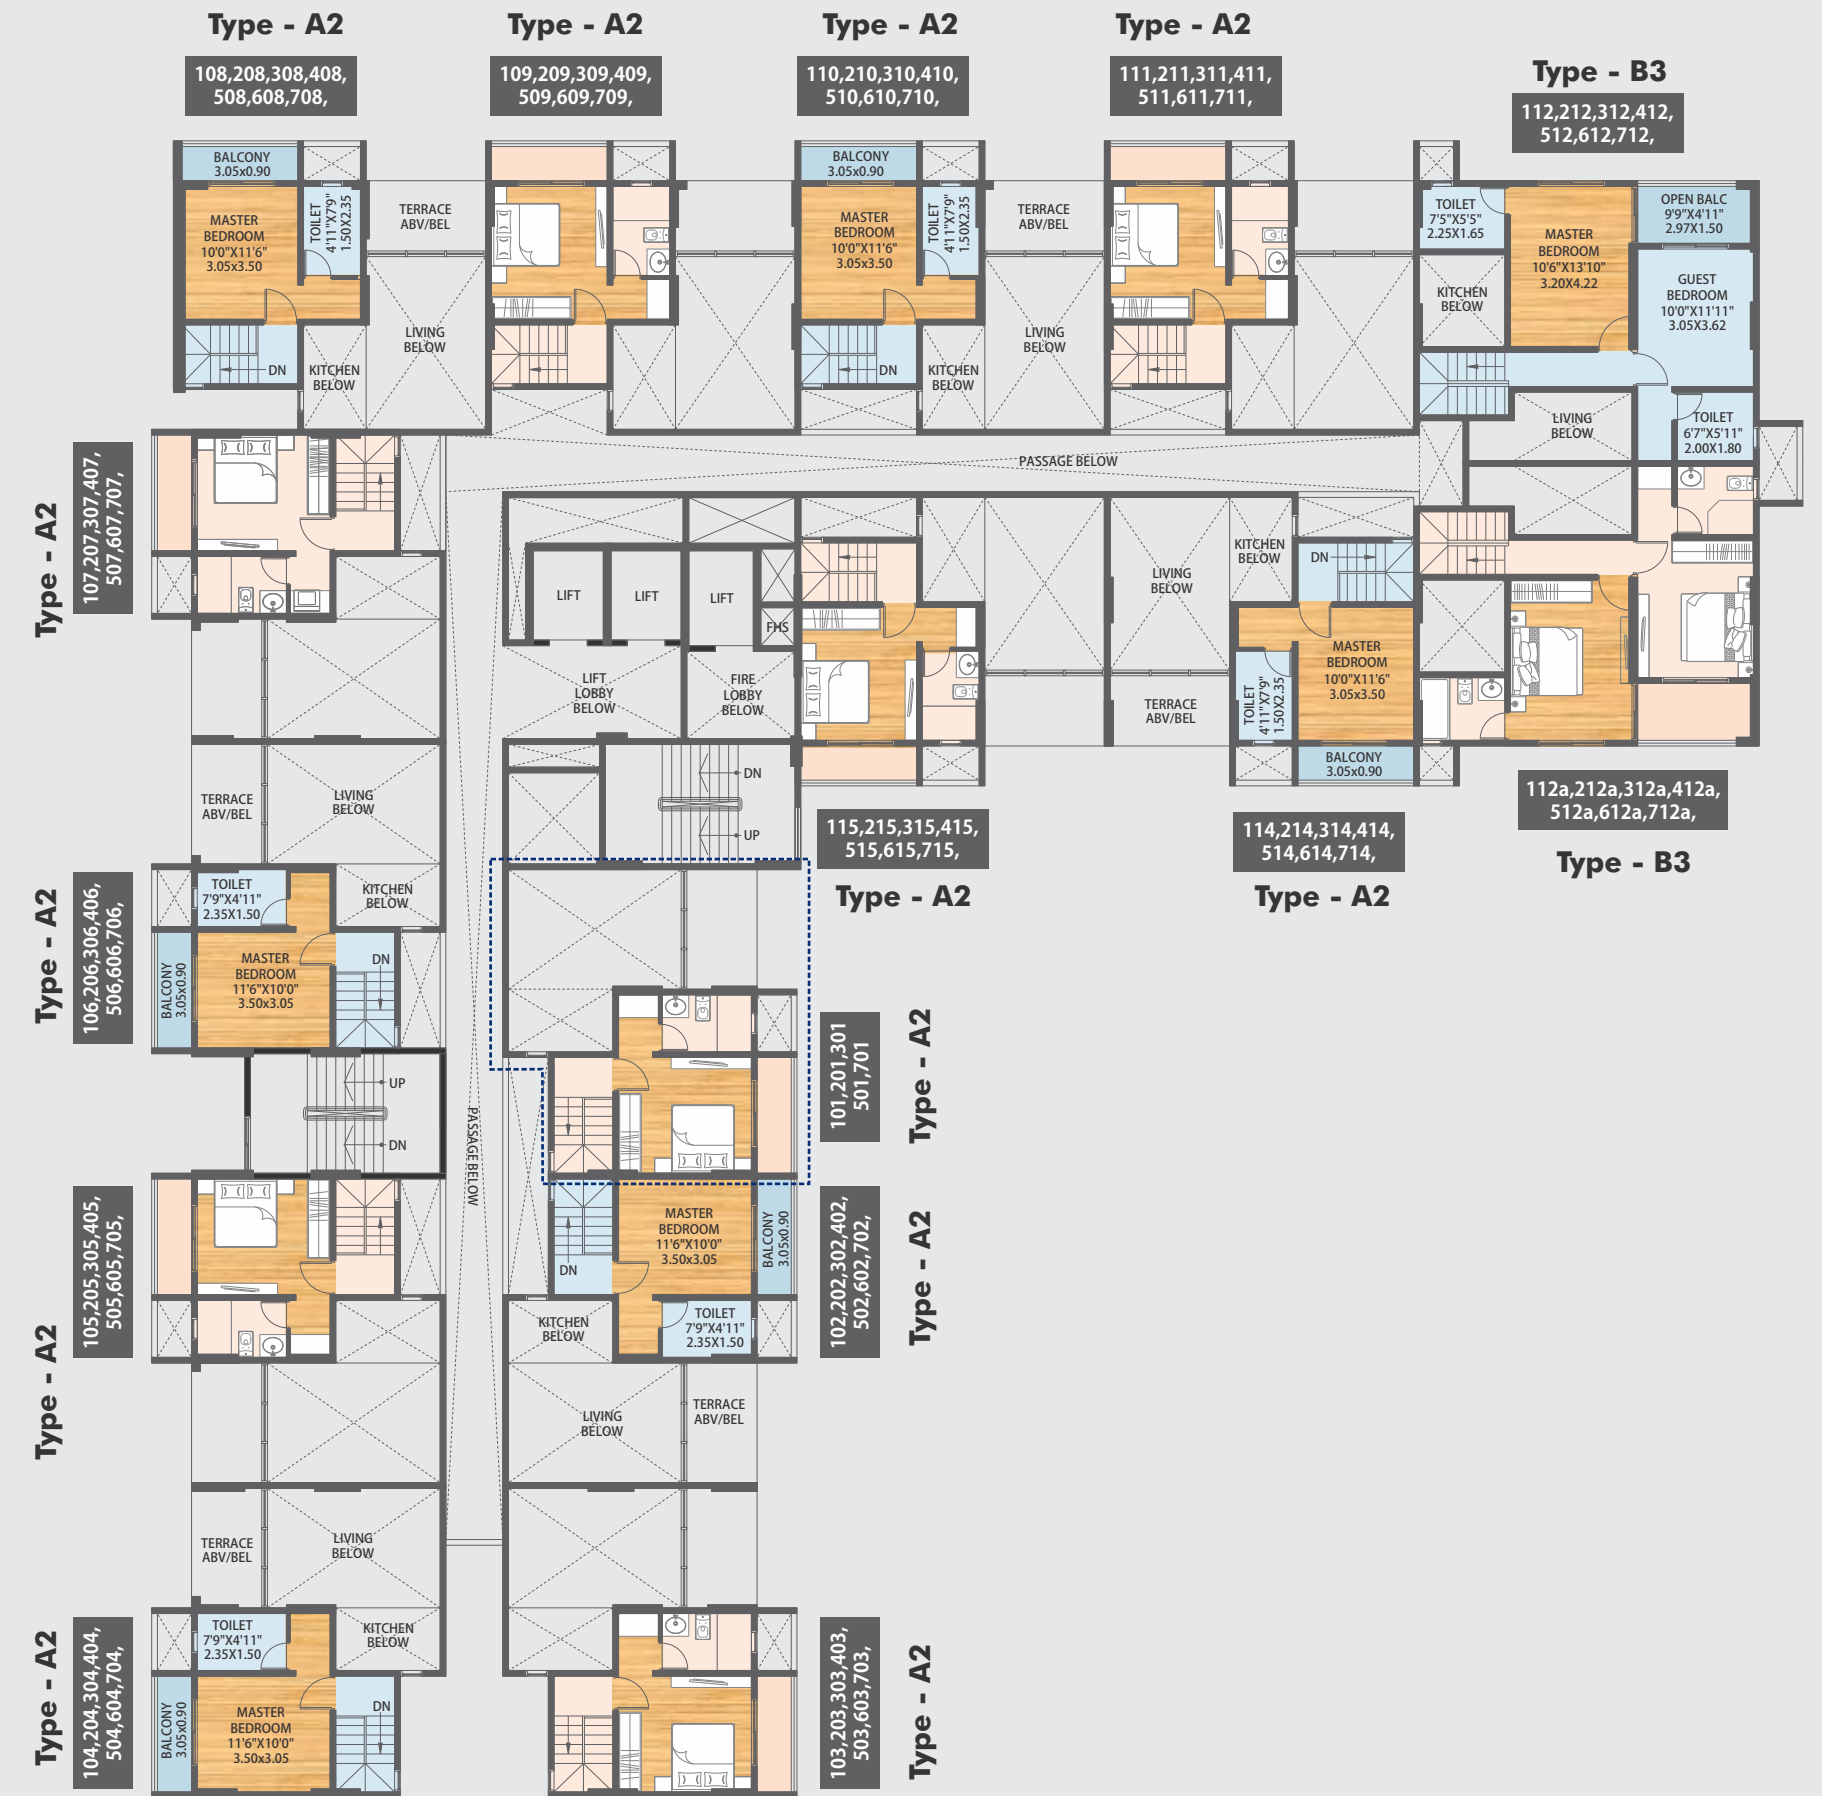 Type - A2
108,208,308,408,
508,608,708,
Type - A2
109,209,309,409,
509,609,709,
Type - A2
110,210,310,410,
510,610,710,
Type - A2
111,211,311,411,
511,611,711,
Type - B3
112,212,312,412,
512,612,712,
BALCONY
3.05x0.90
MASTER
BEDROOM
10'0"X11'6"
3.05x3.50
TOILET
4'11"X7'9"
1.50X2.35
TERRACE
ABV/BEL
LIVING
BELOW
KITCHEN
BELOW
DN
BALCONY
3.05x0.90
MASTER
BEDROOM
10'0"X11'6"
3.05x3.50
TOILET
4'11"X7'9"
1.50X2.35
TERRACE
ABV/BEL
LIVING
BELOW
KITCHEN
BELOW
DN
TOILET
7'5"X5'5"
2.25X1.65
MASTER
BEDROOM
10'6"X13'10"
3.20X4.22
OPEN BALC
9'9"X4'11"
2.97X1.50
KITCHEN
BELOW
GUEST
BEDROOM
10'0"X11'11"
3.05X3.62
LIVING
BELOW
TOILET
6'7"X5'11"
2.00X1.80
PASSAGE BELOW
Type - A2
107,207,307,407,
507,607,707,
LIFT
LIFT
LIFT
FHS
LIFT
LOBBY
BELOW
FIRE
LOBBY
BELOW
DN
UP
LIVING
BELOW
KITCHEN
BELOW
DN
TERRACE
ABV/BEL
TOILET
4'11"X7'9"
1.50X2.35
MASTER
BEDROOM
10'0"X11'6"
3.05x3.50
BALCONY
3.05x0.90
115,215,315,415,
515,615,715,
Type - A2
114,214,314,414,
514,614,714,
Type - A2
112a,212a,312a,412a,
512a,612a,712a,
Type - B3
TERRACE
ABV/BEL
LIVING
BELOW
TOILET
7'9"X4'11"
2.35X1.50
KITCHEN
BELOW
Type - A2
106,206,306,406,
506,606,706,
BALCONY
3.05x0.90
MASTER
BEDROOM
11'6"X10'0"
3.50x3.05
DN
UP
DN
PASSAGE BELOW
101,201,301
501,701
Type - A2
Type - A2
105,205,305,405,
505,605,705,
DN
MASTER
BEDROOM
11'6"X10'0"
3.50x3.05
BALCONY
3.05x0.90
102,202,302,402,
502,602,702,
Type - A2
KITCHEN
BELOW
TOILET
7'9"X4'11"
2.35X1.50
LIVING
BELOW
TERRACE
ABV/BEL
TERRACE
ABV/BEL
LIVING
BELOW
TOILET
7'9"X4'11"
2.35X1.50
KITCHEN
BELOW
Type - A2
104,204,304,404,
504,604,704,
BALCONY
3.05x0.90
MASTER
BEDROOM
11'6"X10'0"
3.50x3.05
DN
103,203,303,403,
503,603,703,
Type - A2